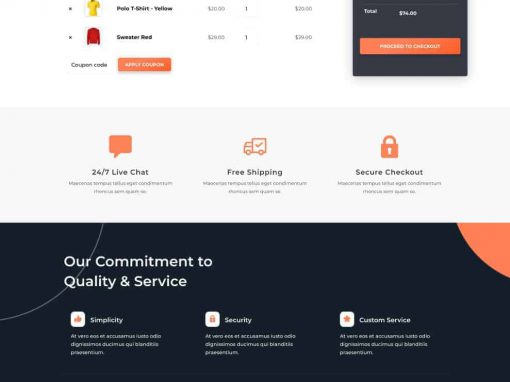 × Polo T-Shirt - Yellow $20.00 1 $20.00
× Sweater Red $29.00 1 $29.00
Coupon code APPLY COUPON
Total $74.00
PROCEED TO CHECKOUT
24/7 Live Chat
Maecenas tempus tellus eget condimentum
rhoncus sem quam se.
Free Shipping
Maecenas tempus tellus eget condimentum
rhoncus sem quam se.
Secure Checkout
Maecenas tempus tellus eget condimentum
rhoncus sem quam se.
Our Commitment to
Quality & Service
Simplicity
At vero eos et accusamus iusto odio
dignissimos ducimus qui blanditiis
praesentium.
Security
At vero eos et accusamus iusto odio
dignissimos ducimus qui blanditiis
praesentium.
Custom Service
At vero eos et accusamus iusto odio
dignissimos ducimus qui blanditiis
praesentium.